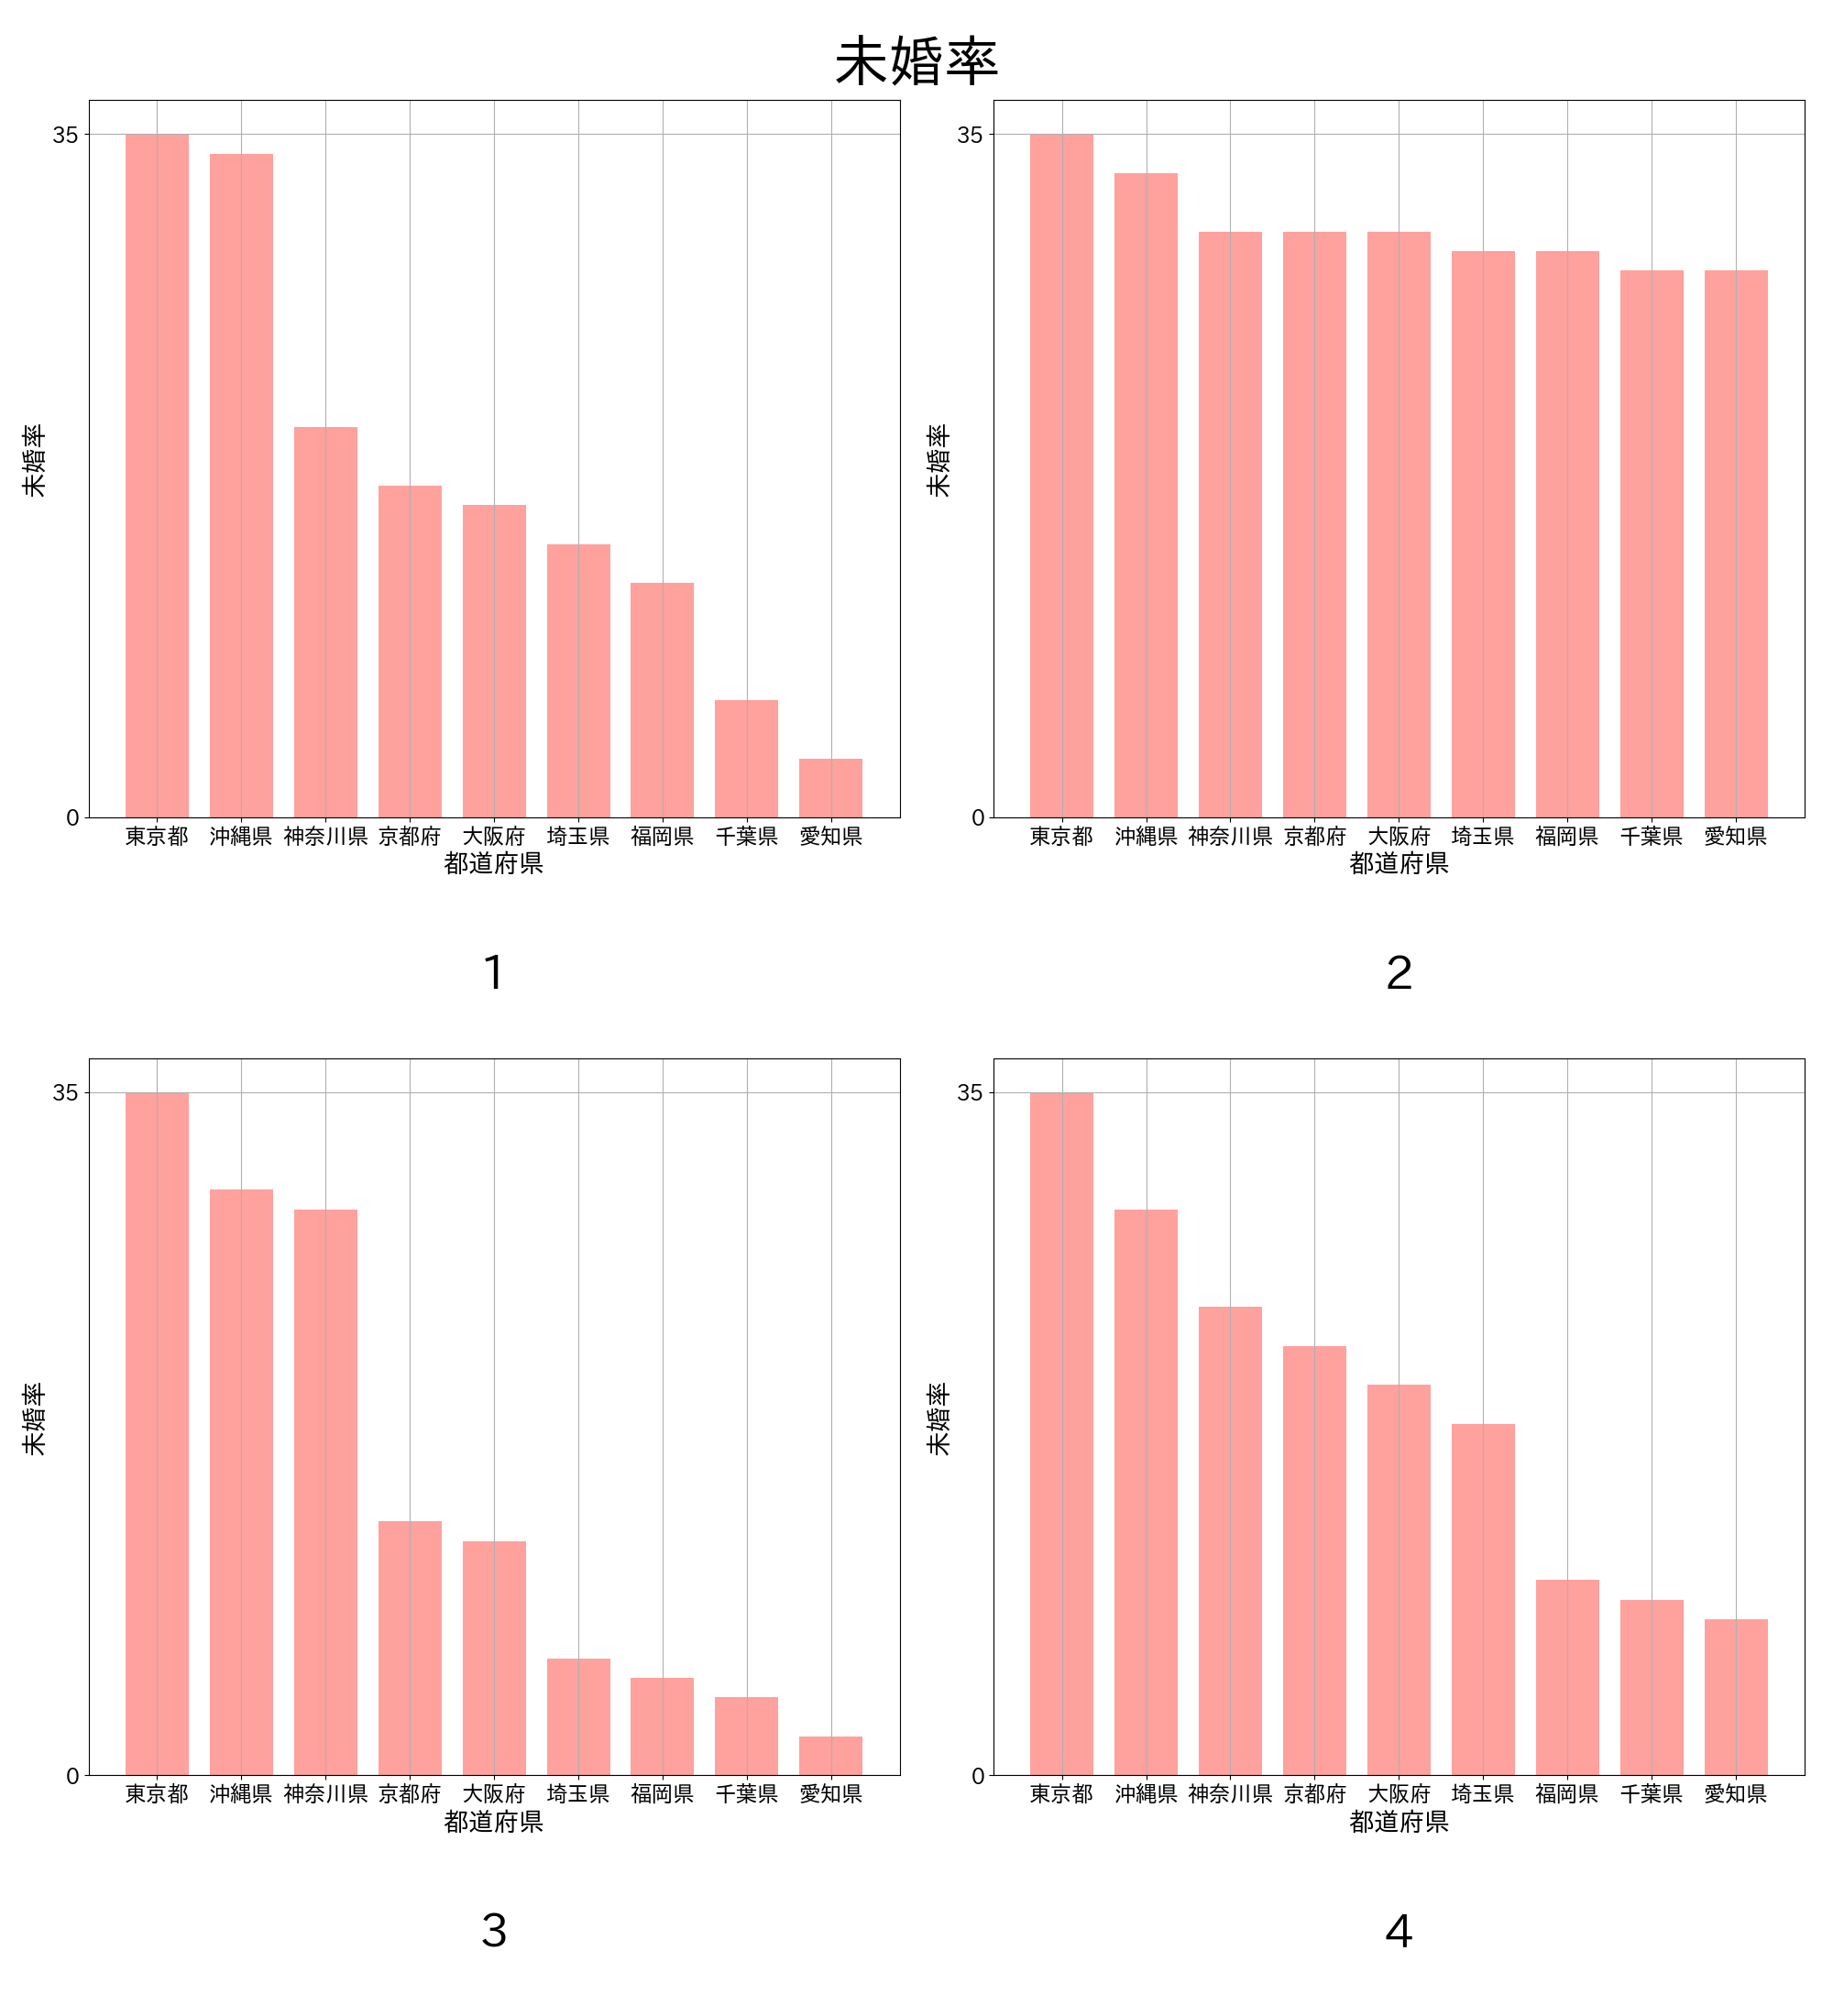 未婚率
35
0
未婚率
東京都 沖縄県 神奈川県 京都府 大阪府 埼玉県 福岡県 千葉県 愛知県
都道府県
1
35
0
未婚率
東京都 沖縄県 神奈川県 京都府 大阪府 埼玉県 福岡県 千葉県 愛知県
都道府県
2
35
0
未婚率
東京都 沖縄県 神奈川県 京都府 大阪府 埼玉県 福岡県 千葉県 愛知県
都道府県
3
35
0
未婚率
東京都 沖縄県 神奈川県 京都府 大阪府 埼玉県 福岡県 千葉県 愛知県
都道府県
4